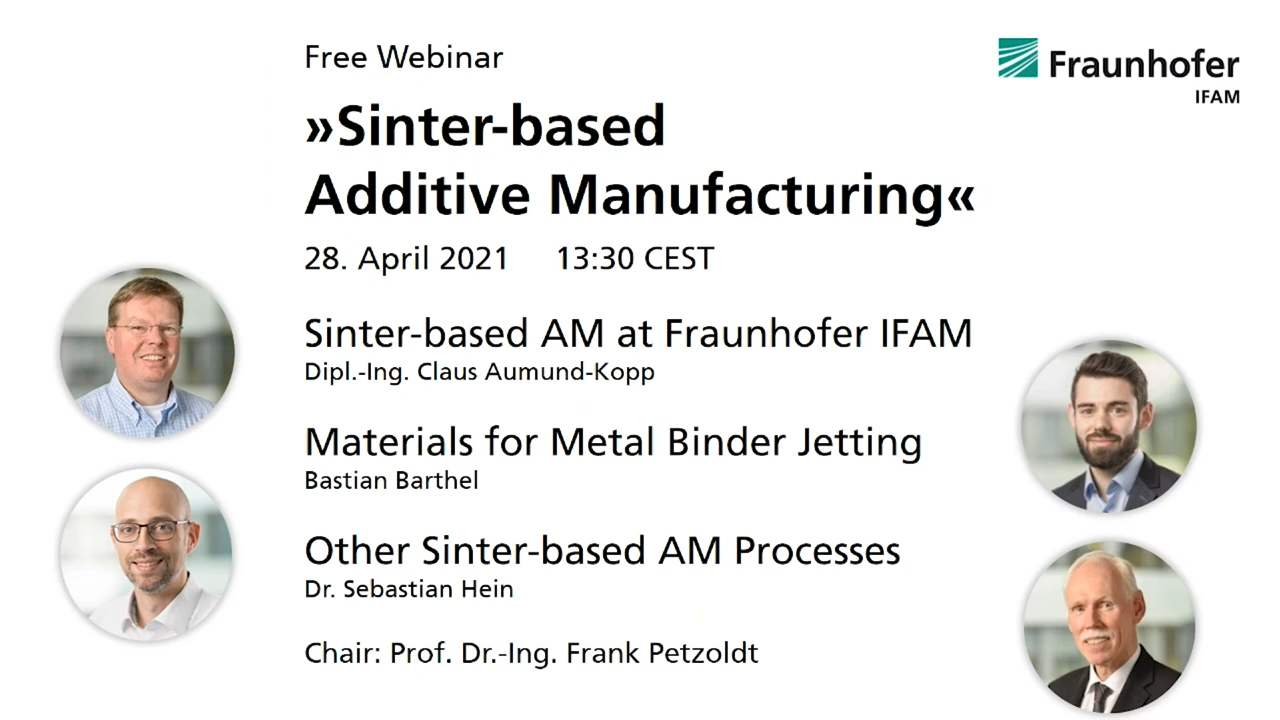 Free Webinar
Fraunhofer
IFAM
»Sinter-based
Additive Manufacturing«
28. April 2021 13:30 CEST
Sinter-based AM at Fraunhofer IFAM
Dipl.-Ing. Claus Aumund-Kopp
Materials for Metal Binder Jetting
Bastian Barthel
Other Sinter-based AM Processes
Dr. Sebastian Hein
Chair: Prof. Dr.-Ing. Frank Petzoldt